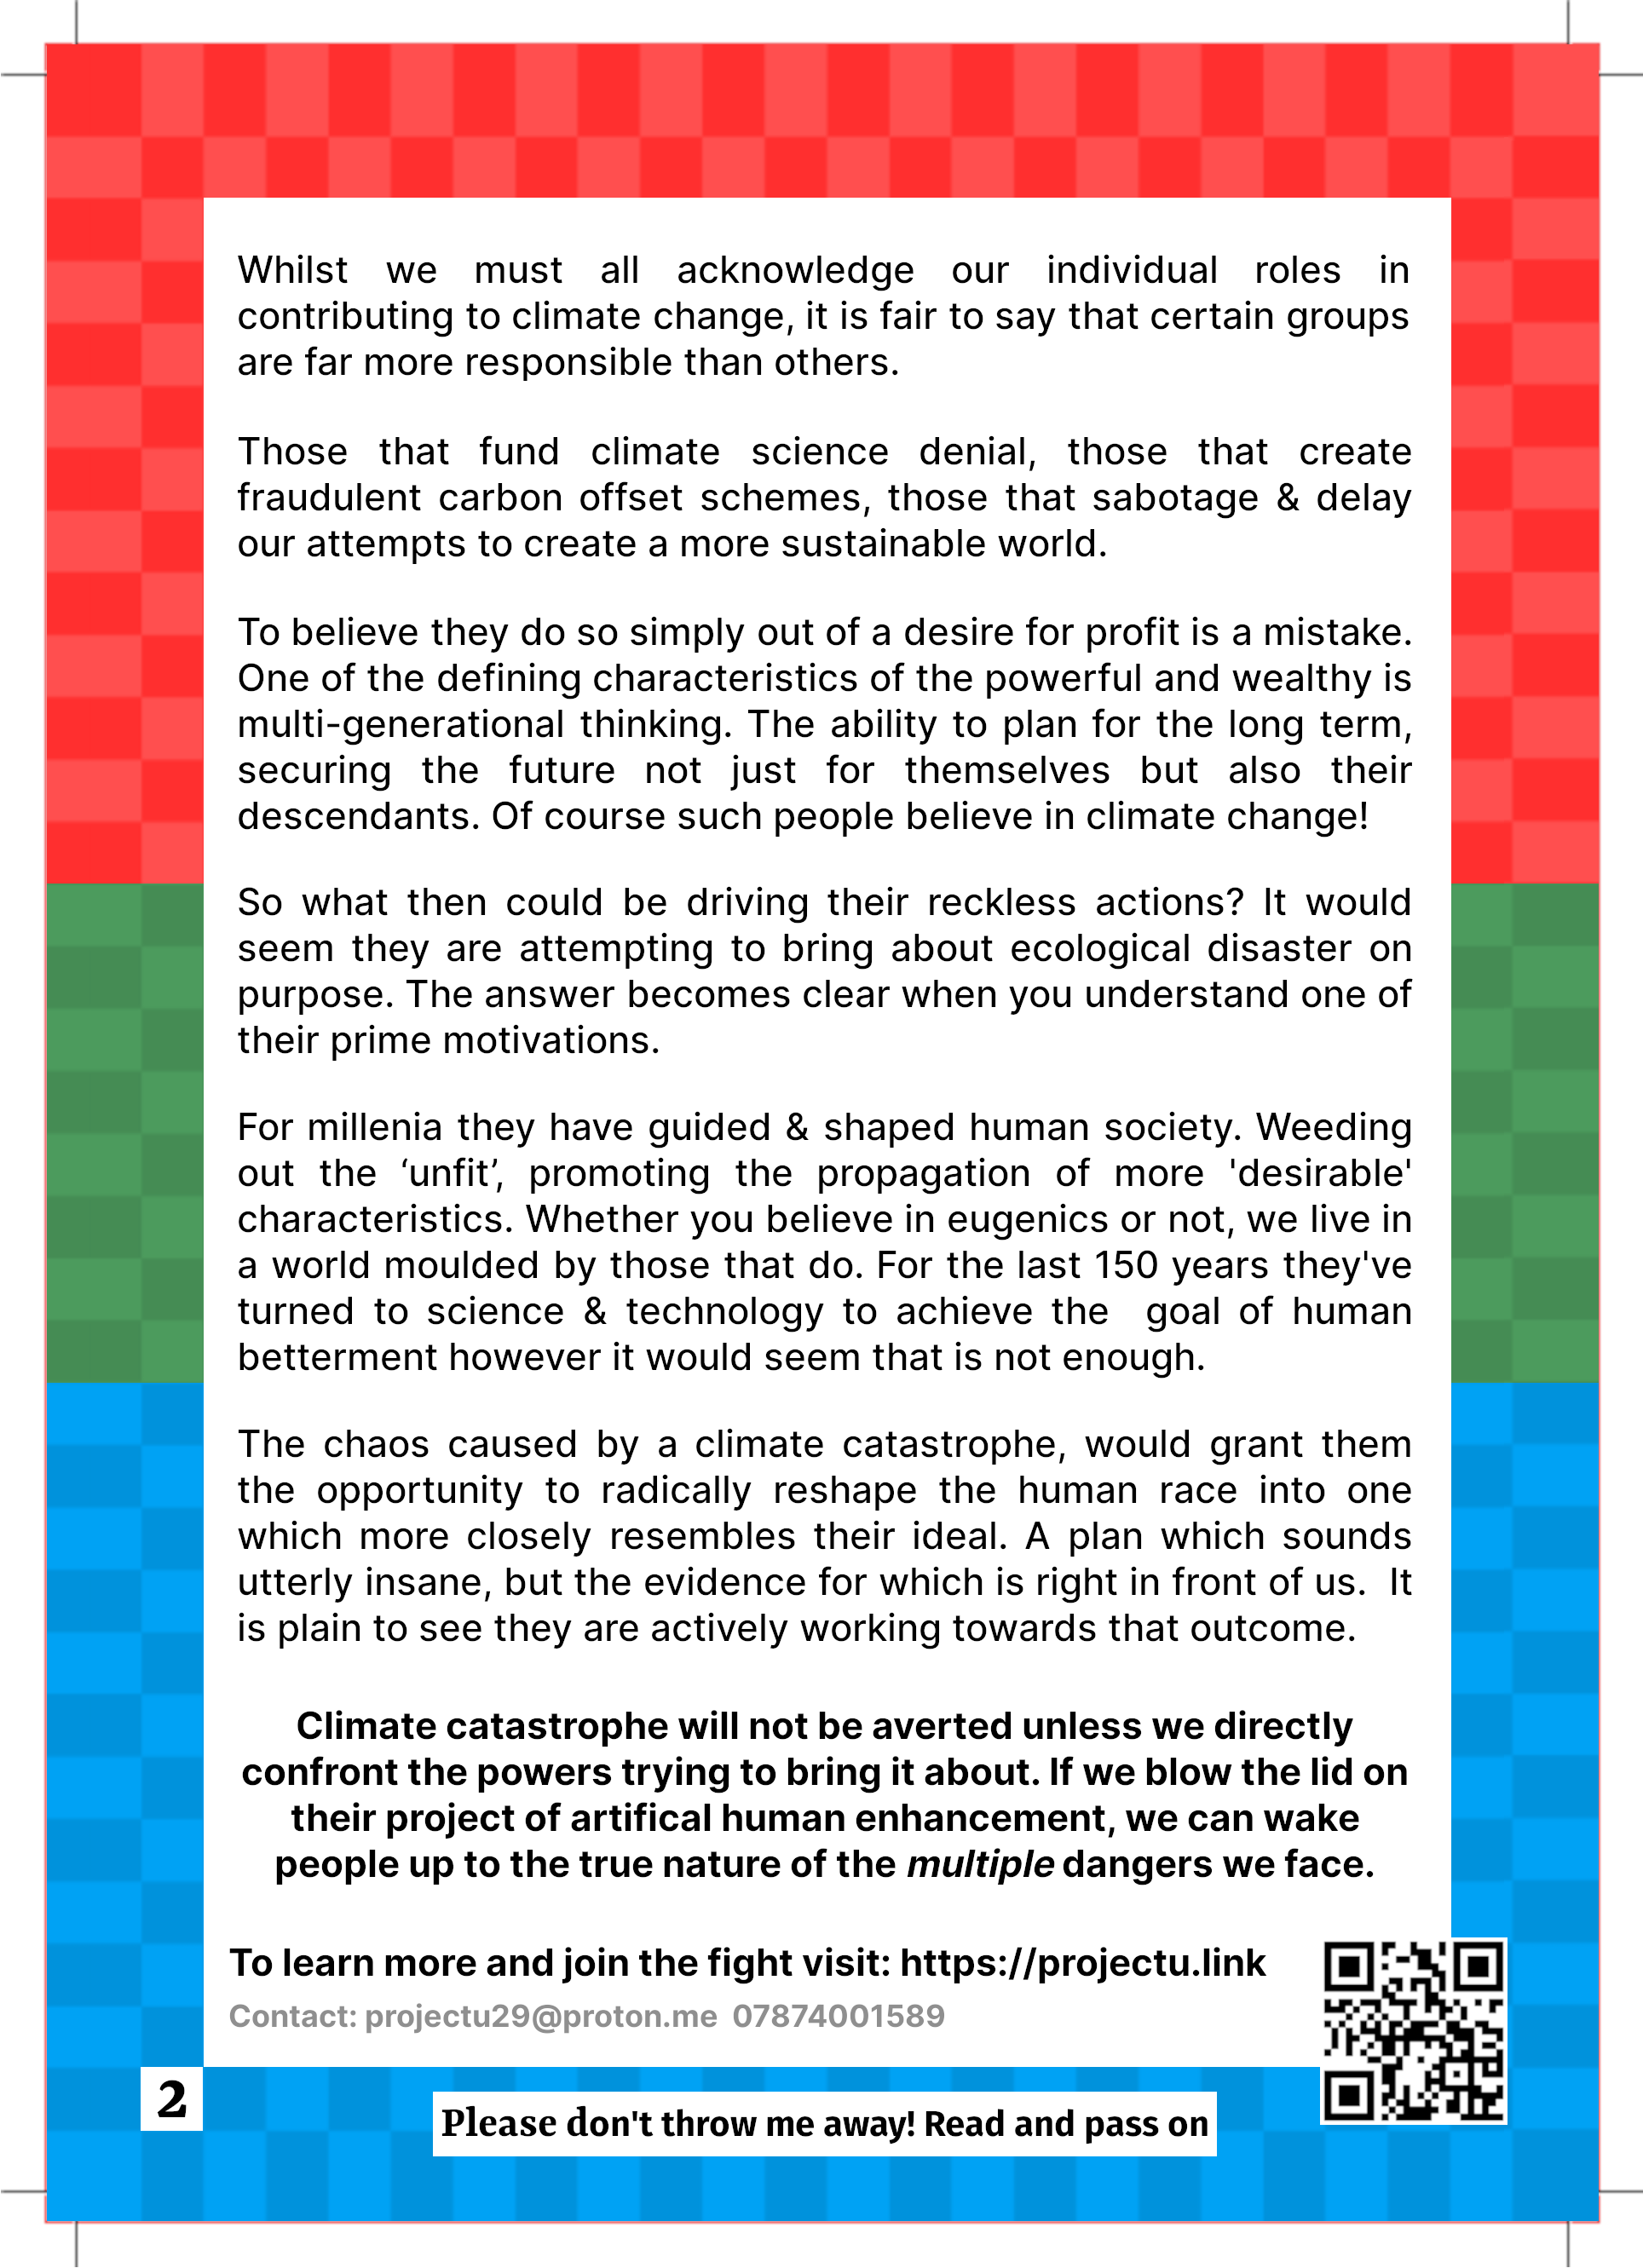 Whilst we must all acknowledge our individual roles in
contributing to climate change, it is fair to say that certain groups
are far more responsible than others.
Those that fund climate science denial, those that create
fraudulent carbon offset schemes, those that sabotage & delay
our attempts to create a more sustainable world.
To believe they do so simply out of a desire for profit is a mistake.
One of the defining characteristics of the powerful and wealthy is
multi-generational thinking. The ability to plan for the long term,
securing the future not just for themselves but also their
descendants. Of course such people believe in climate change!
So what then could be driving their reckless actions? It would
seem they are attempting to bring about ecological disaster on
purpose. The answer becomes clear when you understand one of
their prime motivations.
For millenia they have guided & shaped human society. Weeding
out the ‘unfit’, promoting the propagation of more 'desirable'
characteristics. Whether you believe in eugenics or not, we live in
a world moulded by those that do. For the last 150 years they've
turned to science & technology to achieve the goal of human
betterment however it would seem that is not enough.
The chaos caused by a climate catastrophe, would grant them
the opportunity to radically reshape the human race into one
which more closely resembles their ideal. A plan which sounds
utterly insane, but the evidence for which is right in front of us. It
is plain to see they are actively working towards that outcome.
Climate catastrophe will not be averted unless we directly
confront the powers trying to bring it about. If we blow the lid on
their project of artifical human enhancement, we can wake
people up to the true nature of the multiple dangers we face.
To learn more and join the fight visit: https://projectu.link
Contact: projectu29@proton.me 07874001589
2
Please don't throw me away! Read and pass on